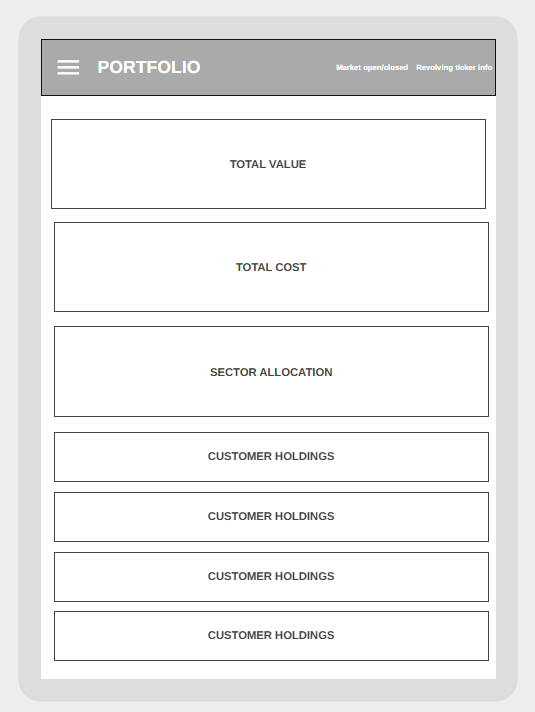 PORTFOLIO
Market open/closed Revolving ticker info
TOTAL VALUE
TOTAL COST
SECTOR ALLOCATION
CUSTOMER HOLDINGS
CUSTOMER HOLDINGS
CUSTOMER HOLDINGS
CUSTOMER HOLDINGS